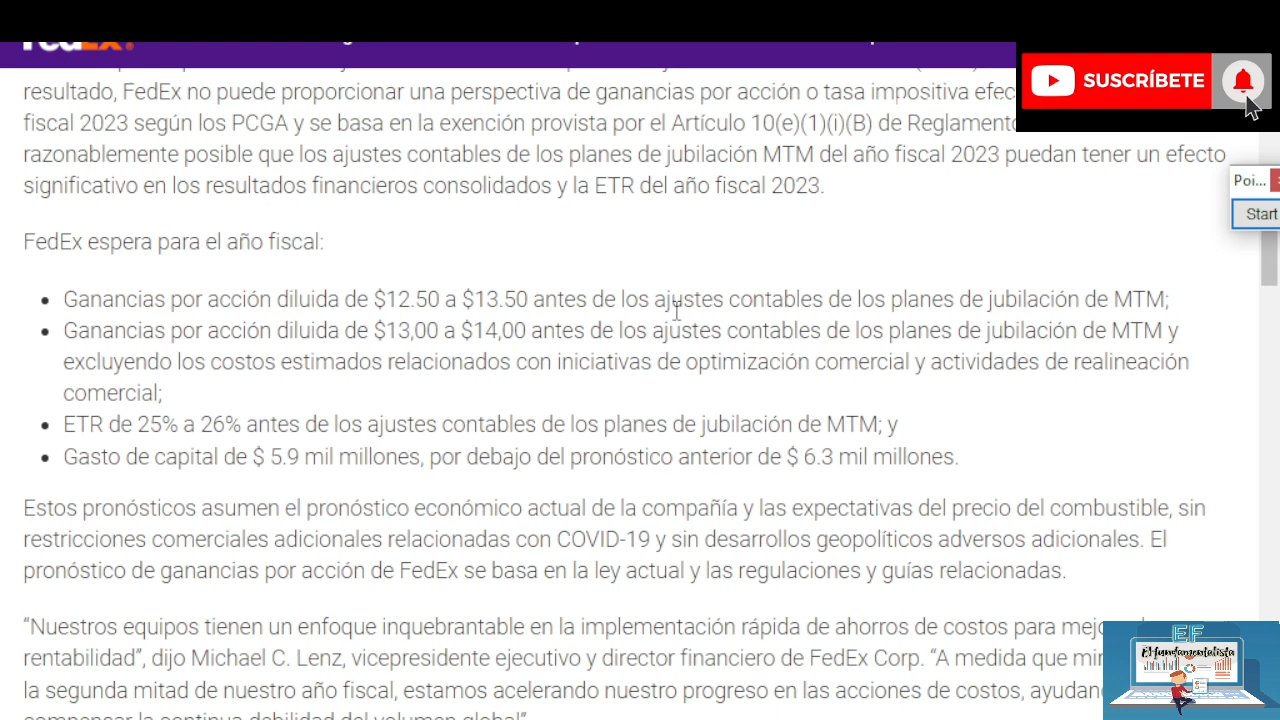 FedEx
SUSCRÍBETE
resultado, FedEx no puede proporcionar una perspectiva de ganancias por acción o tasa impositiva
fiscal 2023 según los PCGA y se basa en la exención provista por el Artículo 10(e)(1)(i)(B) de
razonablemente posible que los ajustes contables de los planes de jubilación MTM del año fiscal 2023 puedan tener un efecto
significativo en los resultados financieros consolidados y la ETR del año fiscal 2023.
Poi...
Start
FedEx espera para el año fiscal:
• Ganancias por acción diluida de $12.50 a $13.50 antes de los ajustes contables de los planes de jubilación de MTM;
• Ganancias por acción diluida de $13,00 a $14,00 antes de los ajustes contables de los planes de jubilación de MTM y
excluyendo los costos estimados relacionados con iniciativas de optimización comercial y actividades de realineación
comercial;
• ETR de 25% a 26% antes de los ajustes contables de los planes de jubilación de MTM; y
• Gasto de capital de $ 5.9 mil millones, por debajo del pronóstico anterior de $ 6.3 mil millones.
Estos pronósticos asumen el pronóstico económico actual de la compañía y las expectativas del precio del combustible, sin
restricciones comerciales adicionales relacionadas con COVID-19 y sin desarrollos geopolíticos adversos adicionales. El
pronóstico de ganancias por acción de FedEx se basa en la ley actual y las regulaciones y guías relacionadas.
“Nuestros equipos tienen un enfoque inquebrantable en la implementación rápida de ahorros de costos para
rentabilidad”, dijo Michael C. Lenz, vicepresidente ejecutivo y director financiero de FedEx Corp. “A medida que
la segunda mitad de nuestro año fiscal, estamos acelerando nuestro progreso en las acciones de costos,
compensar la continua debilidad del volumen global”.
EF
El fundamentalista